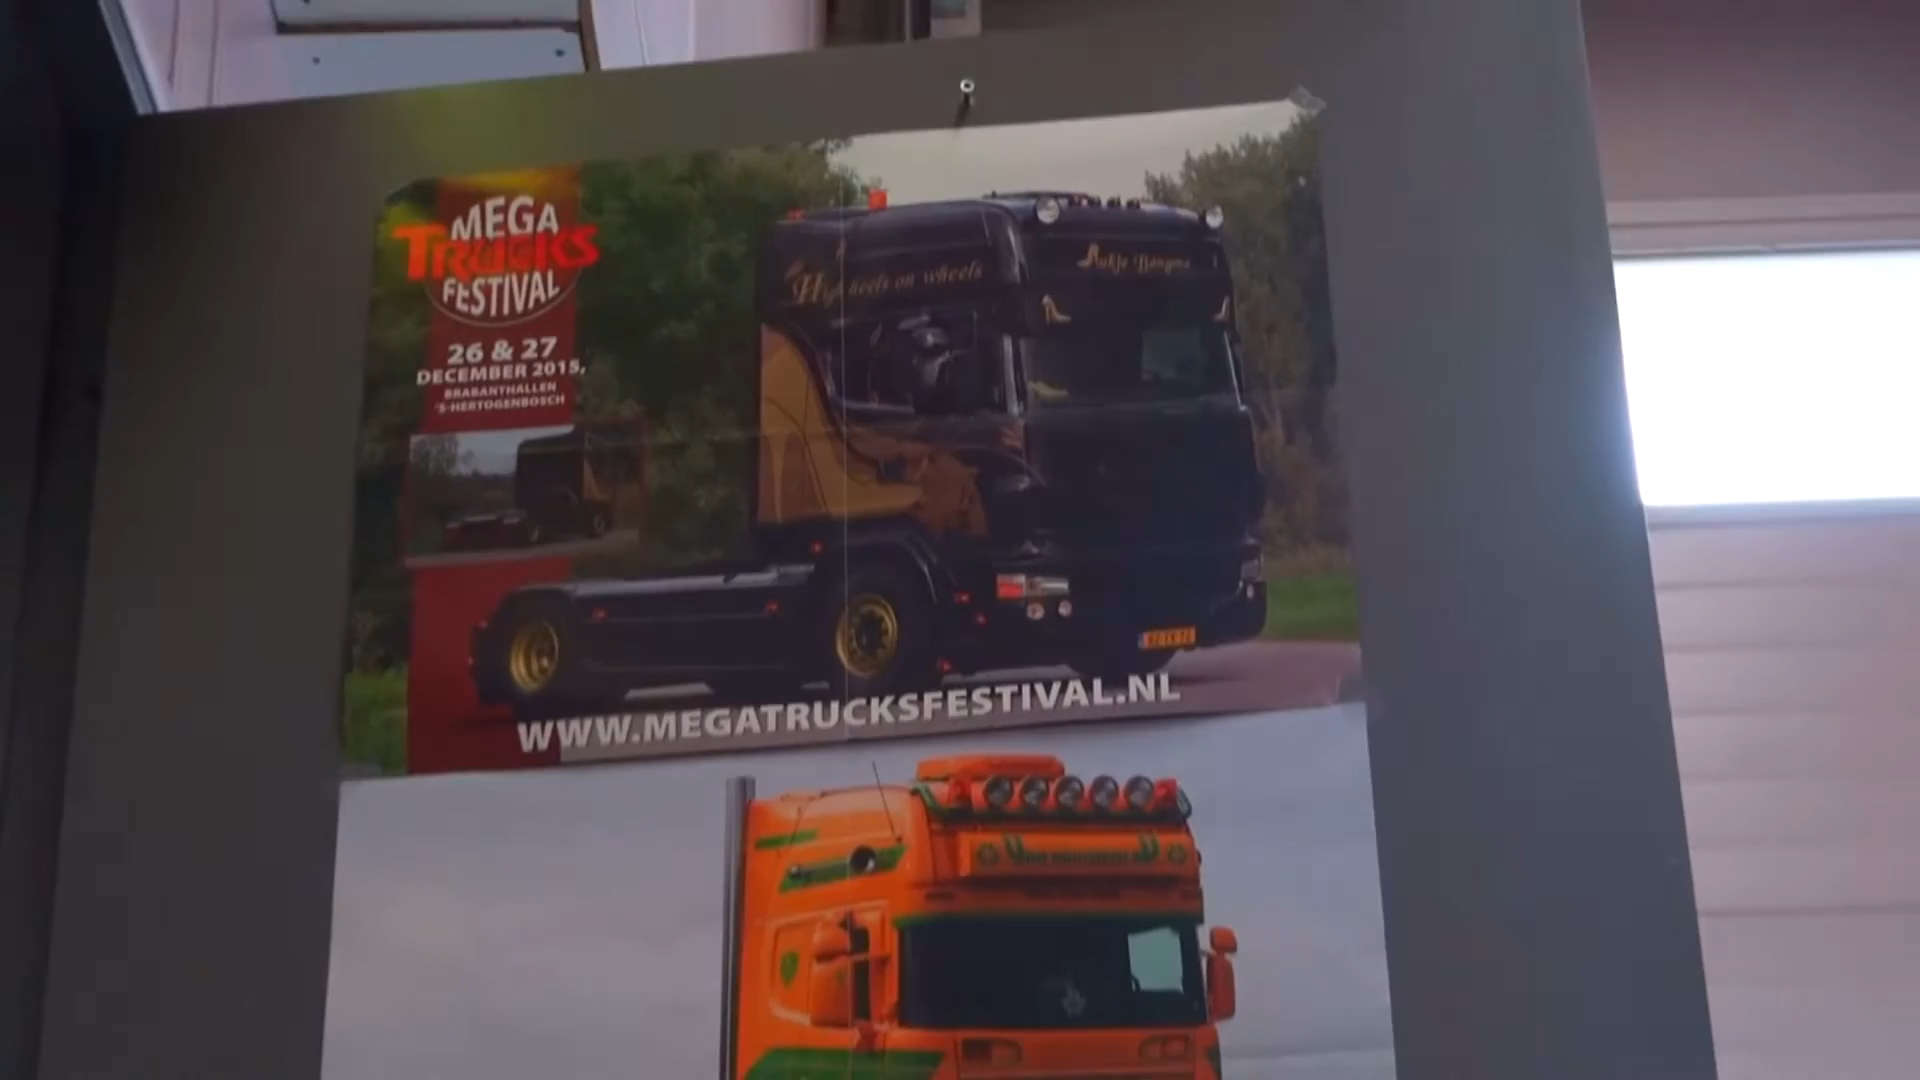 MEGA
TRUCKS
FESTIVAL
26 & 27
DECEMBER 2015,
BRABANTHALLEN
'S-HERTOGENBOSCH
High heels on wheels
WWW.MEGATRUCKSFESTIVAL.NL